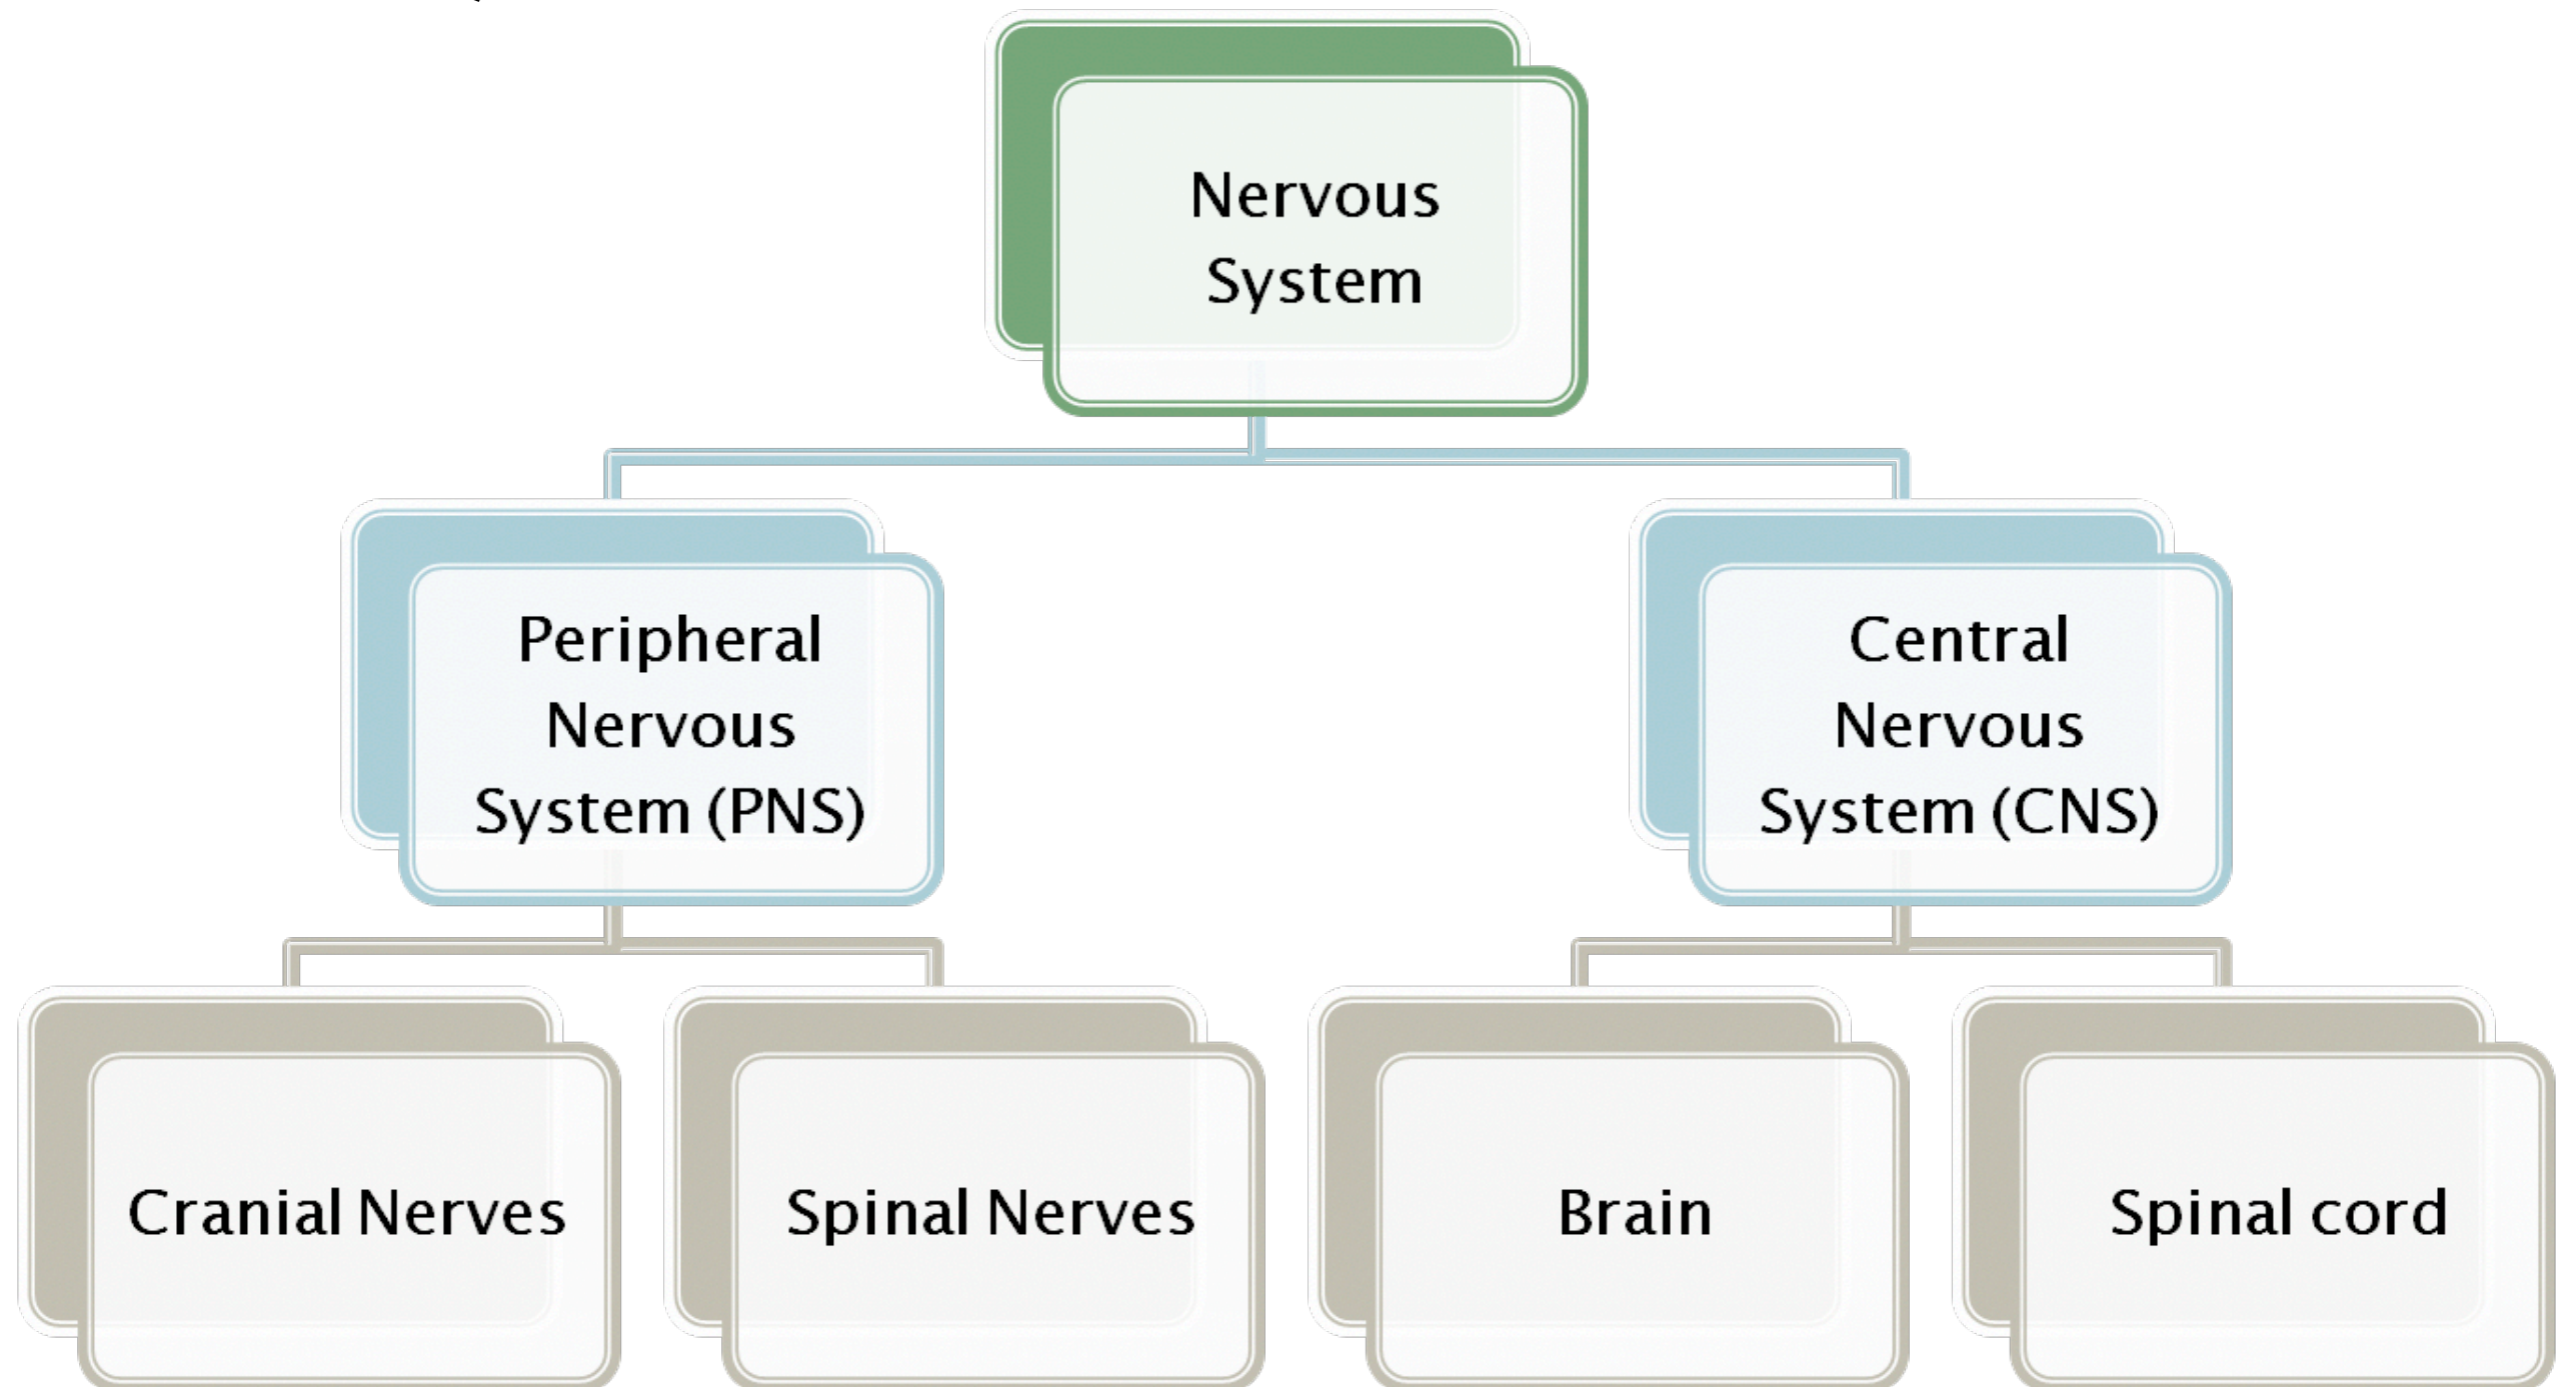 Nervous
System
Peripheral
Nervous
System (PNS)
Central
Nervous
System (CNS)
Cranial Nerves
Spinal Nerves
Brain
Spinal cord